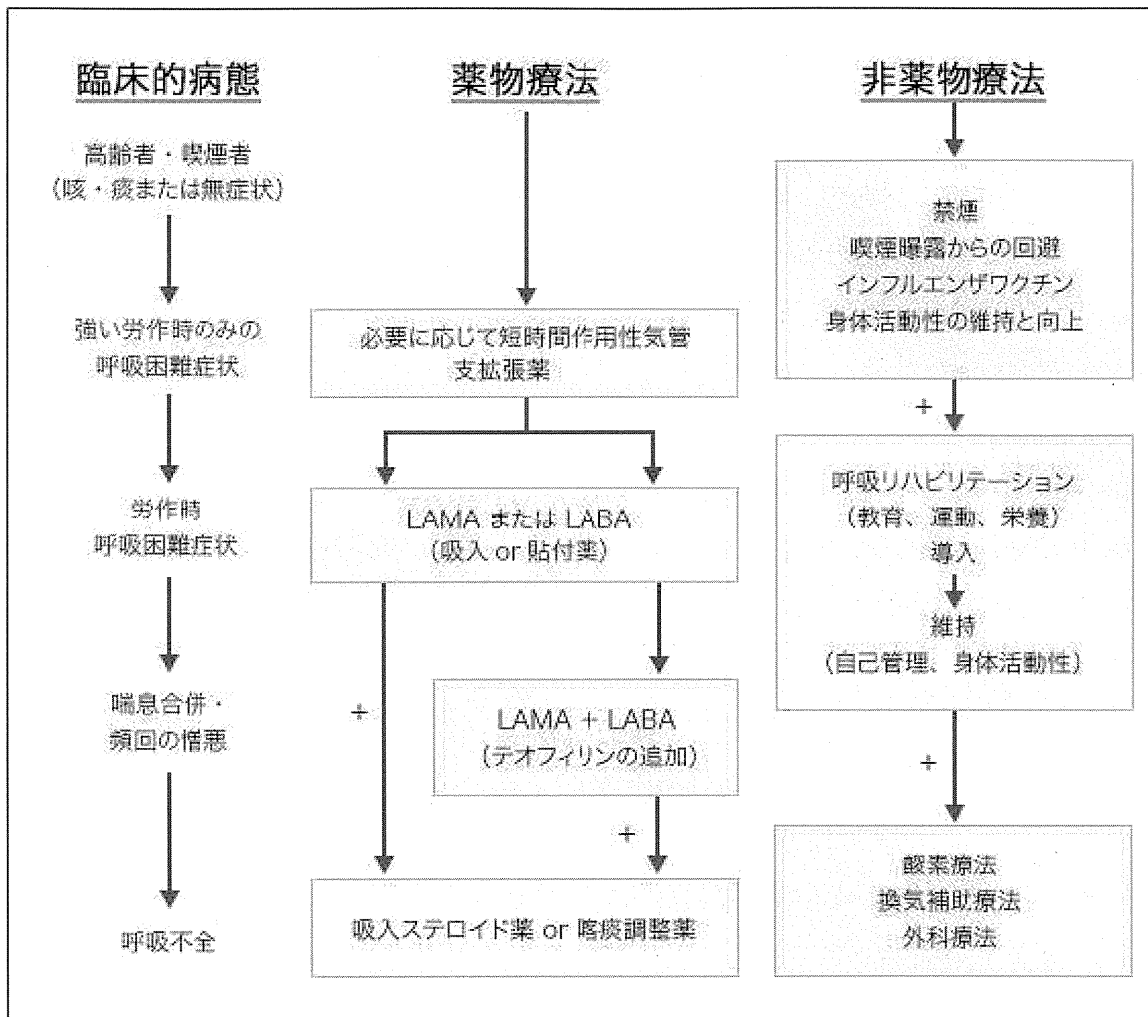 臨床的病態
高齢者・喫煙者
（咳・痰または無症状）
強い労作時のみの
呼吸困難症状
労作時
呼吸困難症状
喘息合併・
頻回の憎悪
呼吸不全
薬物療法
必要に応じて短時間作用性気管
支拡張薬
LAMA または LABA
（吸入 or 貼付薬）
+
LAMA + LABA
（テオフィリンの追加）
+
吸入ステロイド薬 or 喀痰調整薬
非薬物療法
禁煙
喫煙曝露からの回避
インフルエンザワクチン
身体活動性の維持と向上
+
呼吸リハビリテーション
（教育、運動、栄養）
導入
維持
（自己管理、身体活動性）
+
酸素療法
換気補助療法
外科療法